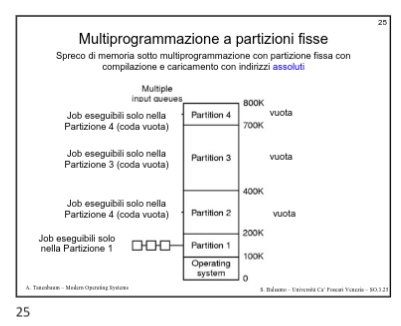 25
Multiprogrammazione a partizioni fisse
Spreco di memoria sotto multiprogrammazione con partizione fissa con
compilazione e caricamento con indirizzi assoluti
Multiple
input queues
800K
Job eseguibili solo nella
Partizione 4 (coda vuota)
Partition 4
vuota
700K
Job eseguibili solo nella
Partizione 3 (coda vuota)
Partition 3
vuota
400K
Job eseguibili solo nella
Partizione 4 (coda vuota)
Partition 2
vuota
200K
Job eseguibili solo
nella Partizione 1
Partition 1
100K
Operating
system
0
A. Tanenbaum – Modern Operating Systems
S. Balsamo – Università Ca' Foscari Venezia – SO.3.25
25